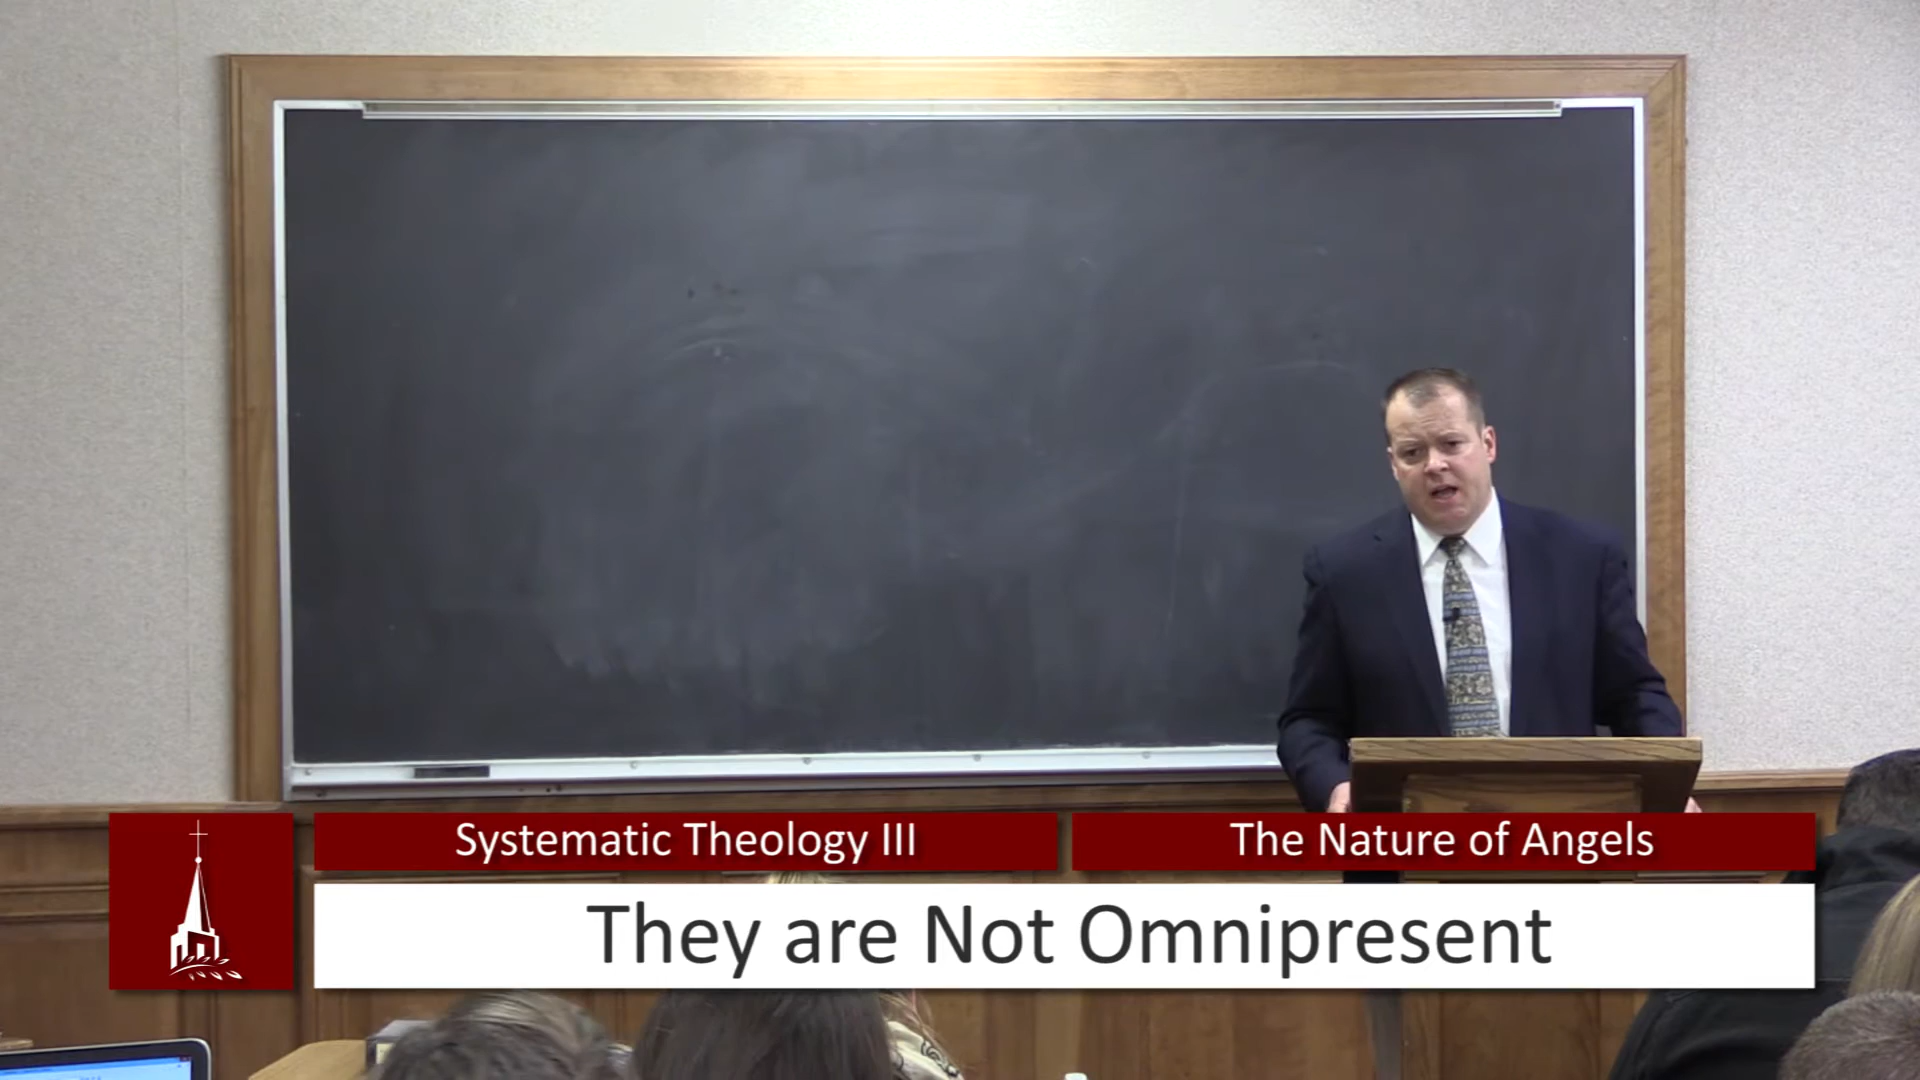 Systematic Theology III
The Nature of Angels
They are Not Omnipresent